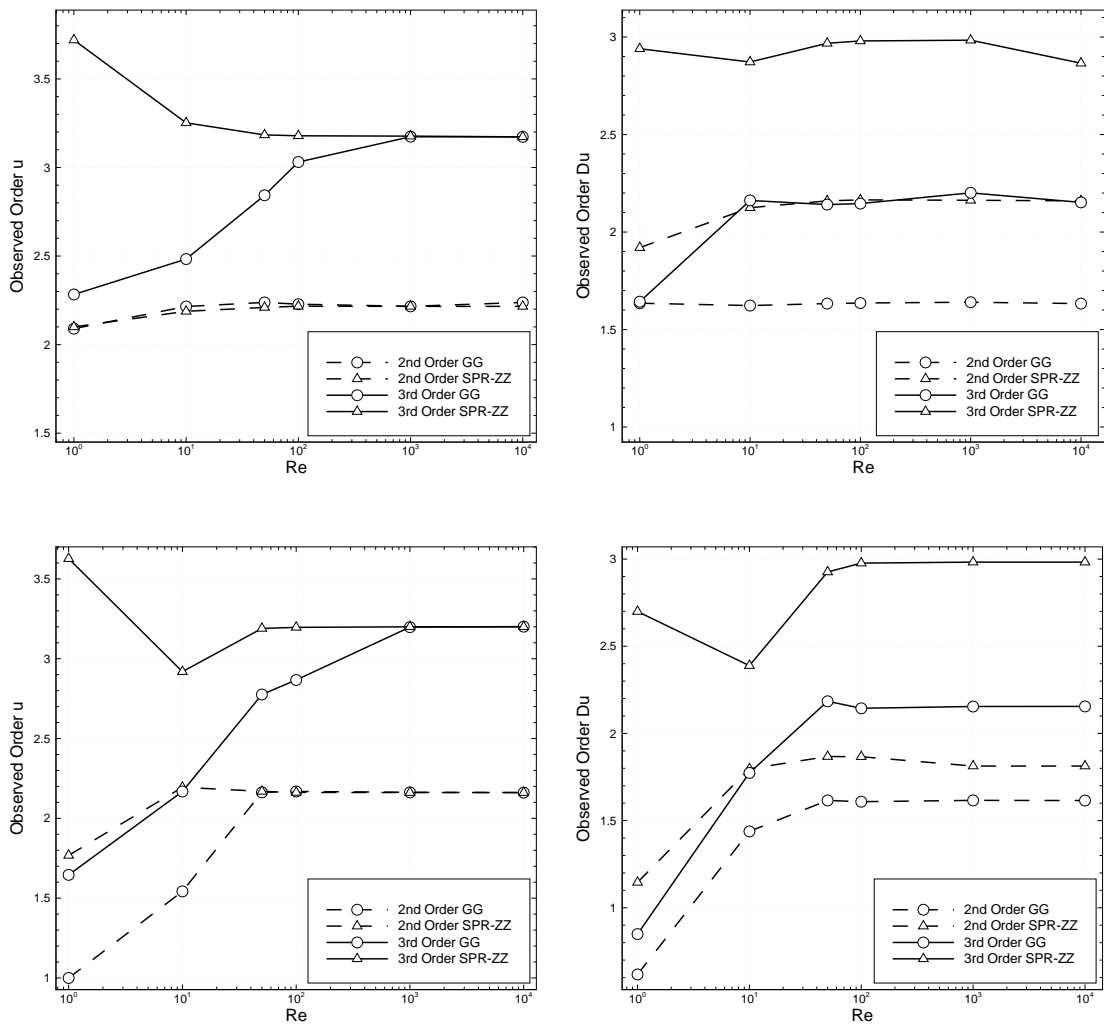 Observed Order u
3.5
3
2.5
2
1.5
10⁰
10¹
10²
10³
10⁴
Re
2nd Order GG
2nd Order SPR-ZZ
3rd Order GG
3rd Order SPR-ZZ
Observed Order Du
3
2.5
2
1.5
1
10⁰
10¹
10²
10³
10⁴
Re
2nd Order GG
2nd Order SPR-ZZ
3rd Order GG
3rd Order SPR-ZZ
Observed Order u
3.5
3
2.5
2
1.5
1
10⁰
10¹
10²
10³
10⁴
Re
2nd Order GG
2nd Order SPR-ZZ
3rd Order GG
3rd Order SPR-ZZ
Observed Order Du
3
2.5
2
1.5
1
10⁰
10¹
10²
10³
10⁴
Re
2nd Order GG
2nd Order SPR-ZZ
3rd Order GG
3rd Order SPR-ZZ